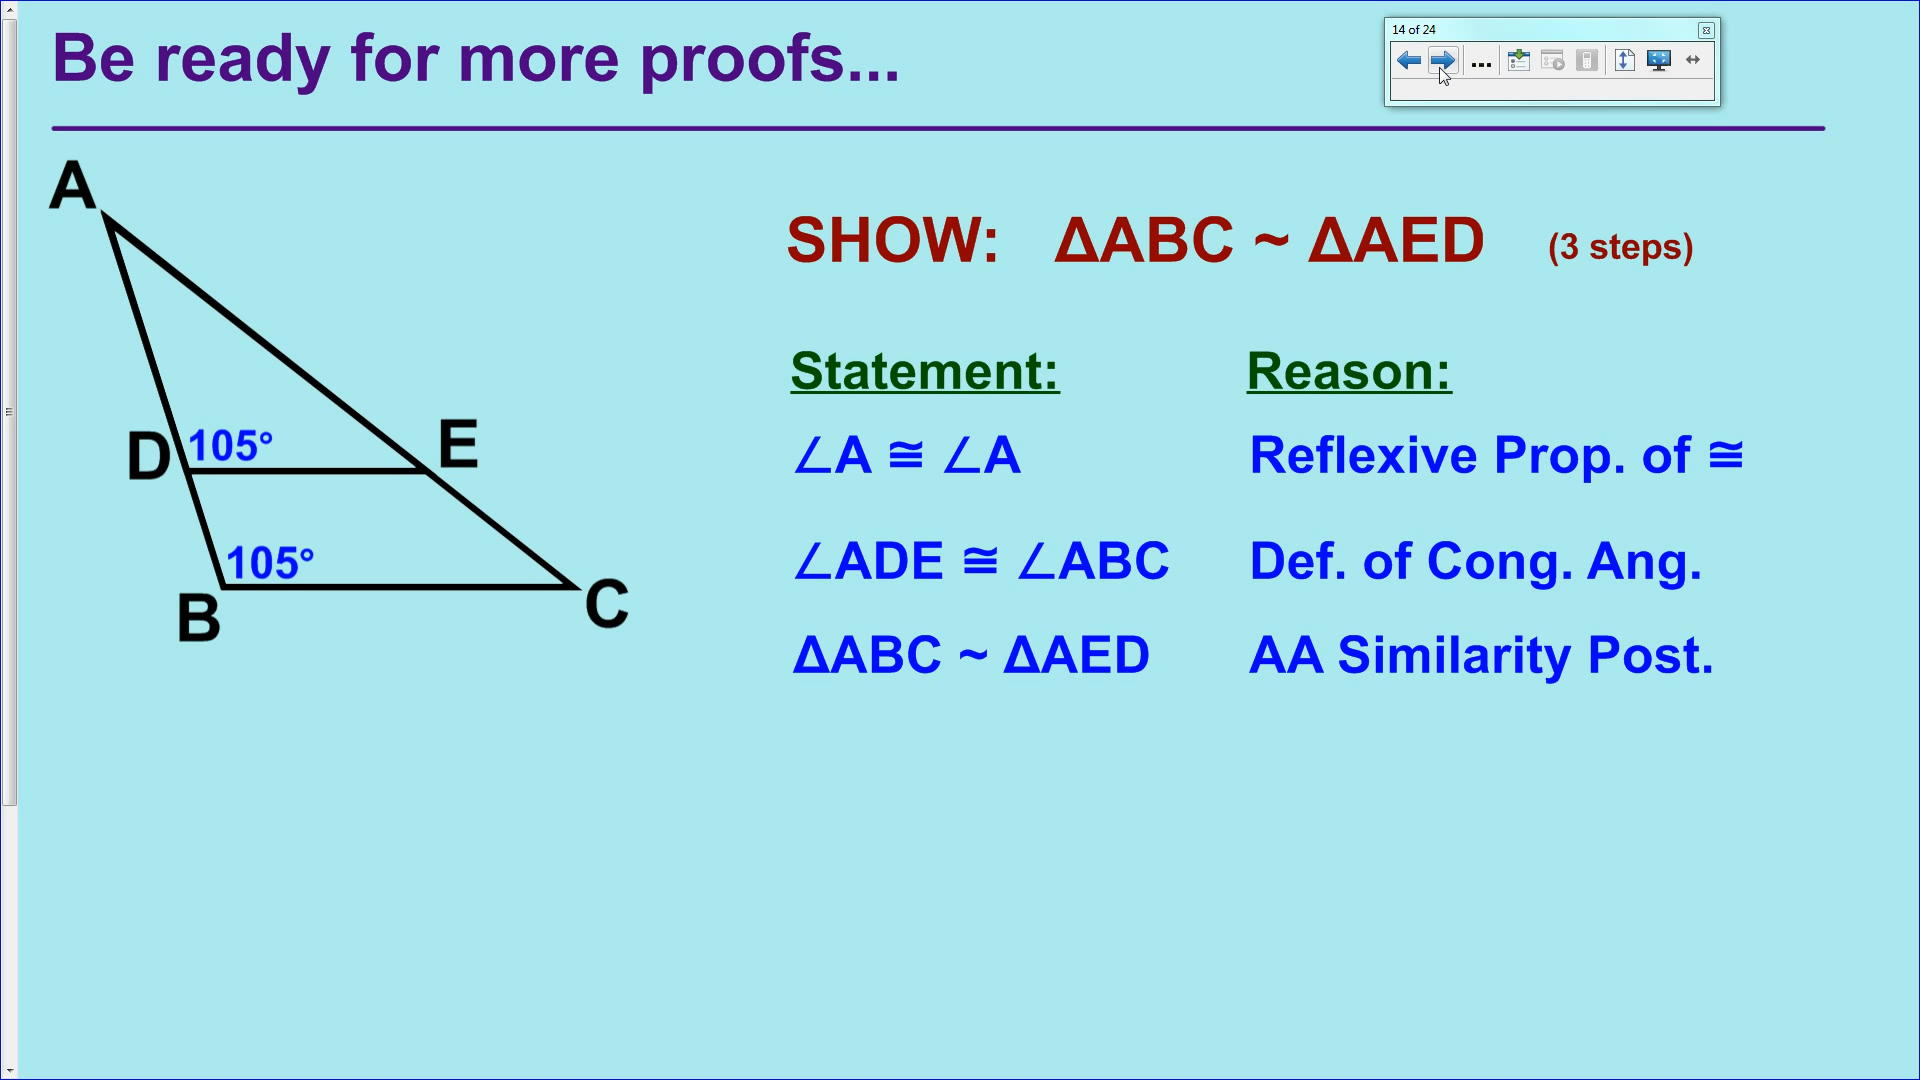 Be ready for more proofs...
14 of 24
A
SHOW: ΔABC ~ ΔAED (3 steps)
Statement: Reason:
D 105° E
∠A ≅ ∠A Reflexive Prop. of ≅
105°
∠ADE ≅ ∠ABC Def. of Cong. Ang.
B C
ΔABC ~ ΔAED AA Similarity Post.